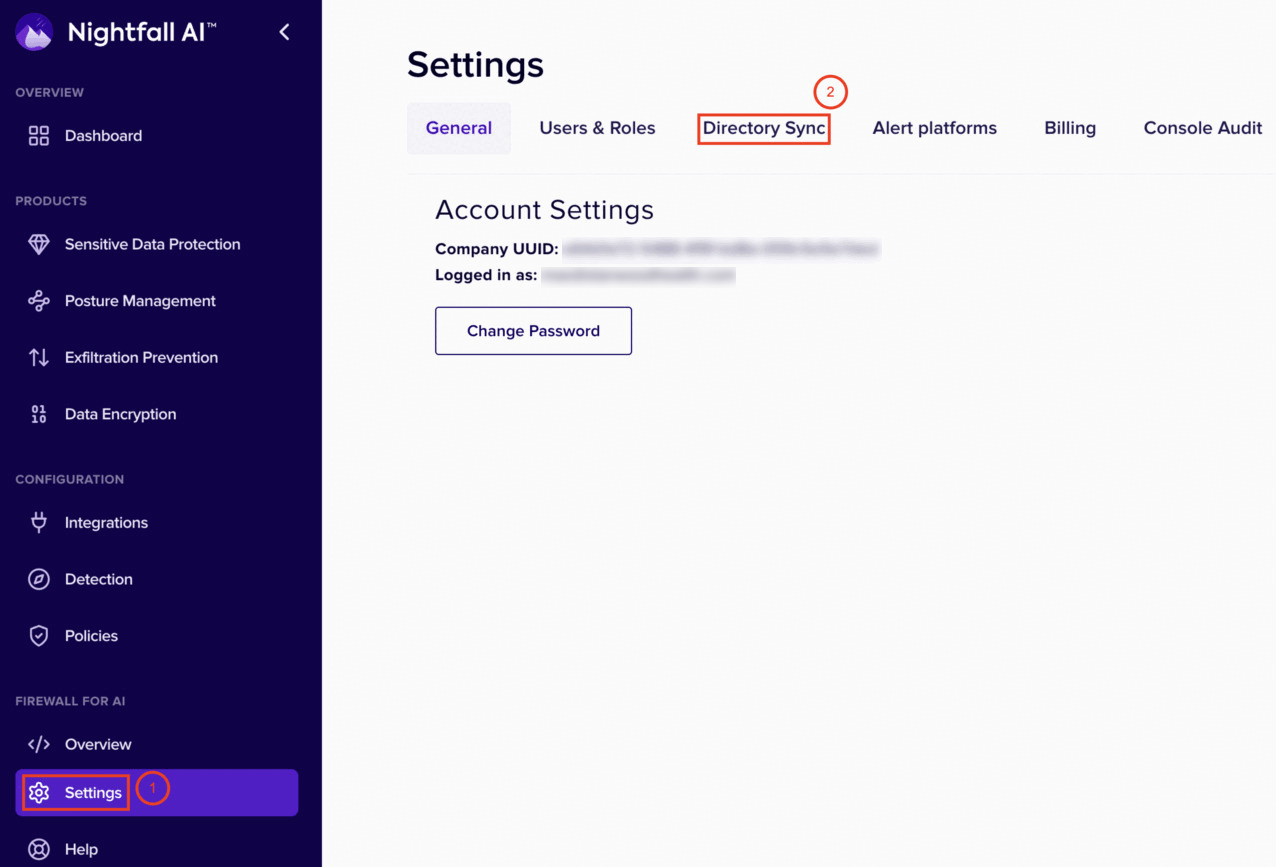 Nightfall AI™
OVERVIEW
Dashboard
PRODUCTS
Sensitive Data Protection
Posture Management
Exfiltration Prevention
Data Encryption
CONFIGURATION
Integrations
Detection
Policies
FIREWALL FOR AI
Overview
Settings 1
Help
Settings
2
General Users & Roles Directory Sync Alert platforms Billing Console Audit
Account Settings
Company UUID:
Logged in as:
Change Password